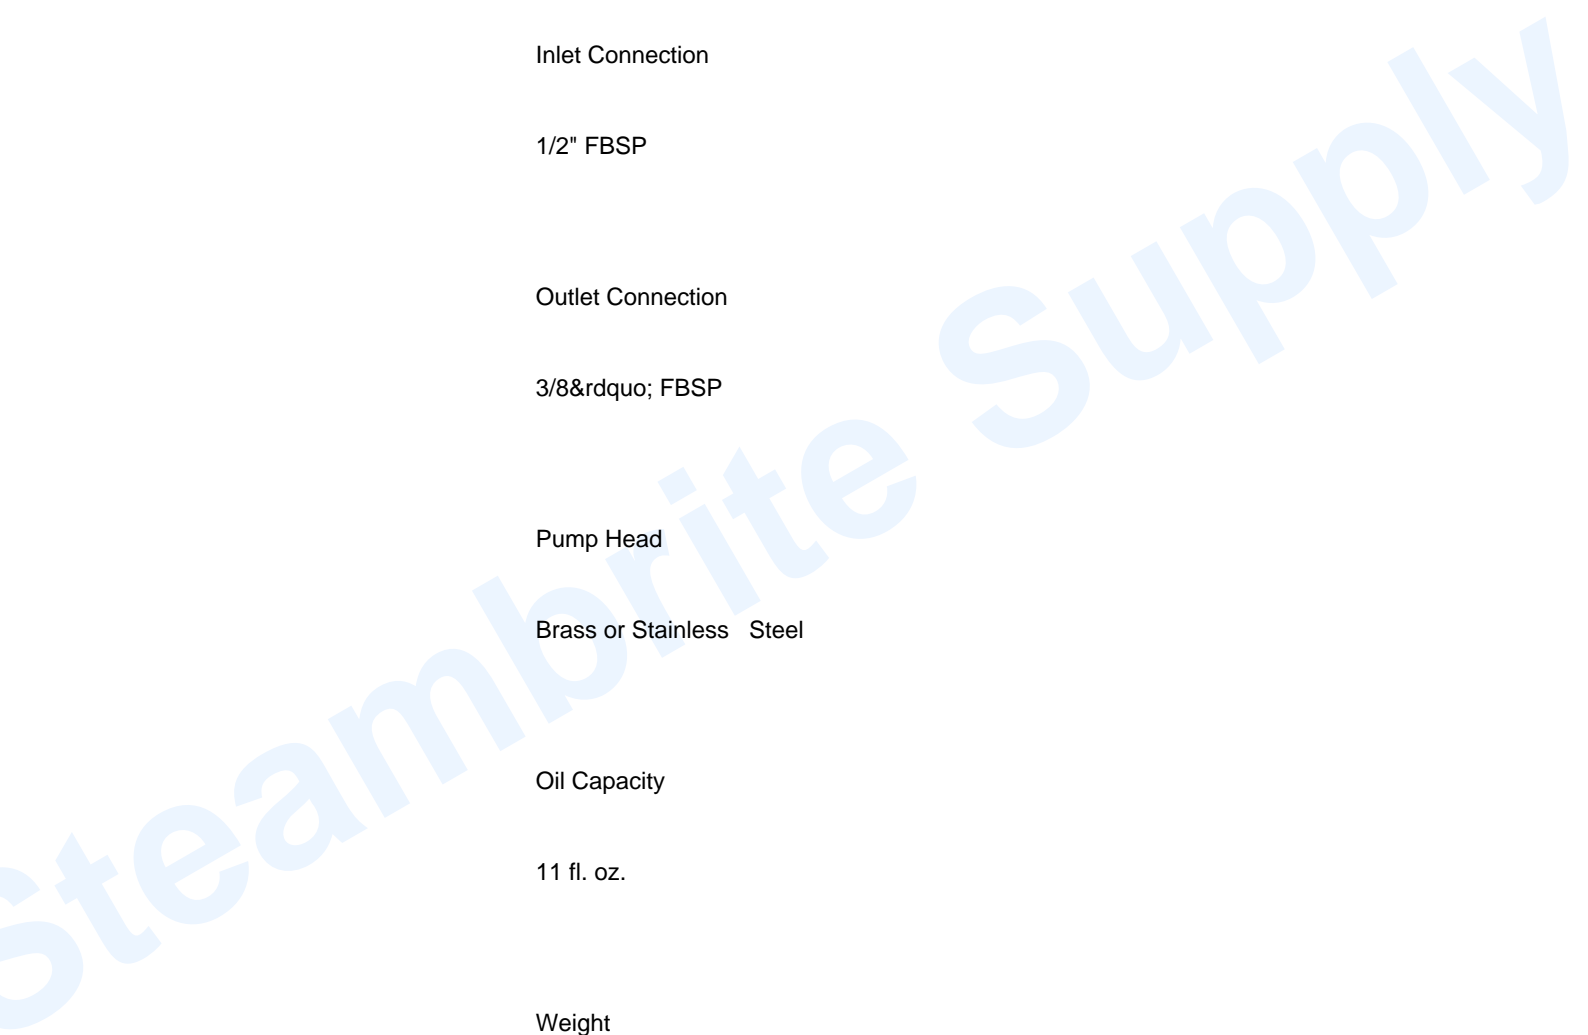 Inlet Connection
1/2" FBSP
Outlet Connection
3/8&rdquo; FBSP
Pump Head
Brass or Stainless   Steel
Oil Capacity
11 fl. oz.
Weight
Steambrite Supply